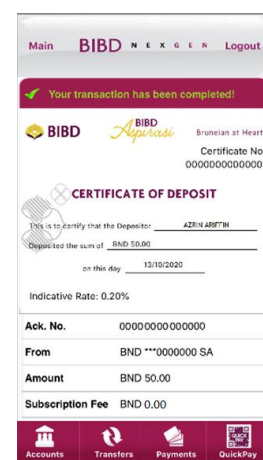 Main BIBD NEXGEN Logout
Your transaction has been completed!
BIBD BIBD Aspirasi Bruneian at Heart
Certificate No
0000000000000
CERTIFICATE OF DEPOSIT
This is to certify that the Depositor AZRIN ARIFFIN
Deposited the sum of BND 50.00
on this day 13/10/2020
Indicative Rate: 0.20%
Ack. No. 00000000000000
From BND ***0000000 SA
Amount BND 50.00
Subscription Fee BND 0.00
QUICK PAY
Accounts Transfers Payments QuickPay